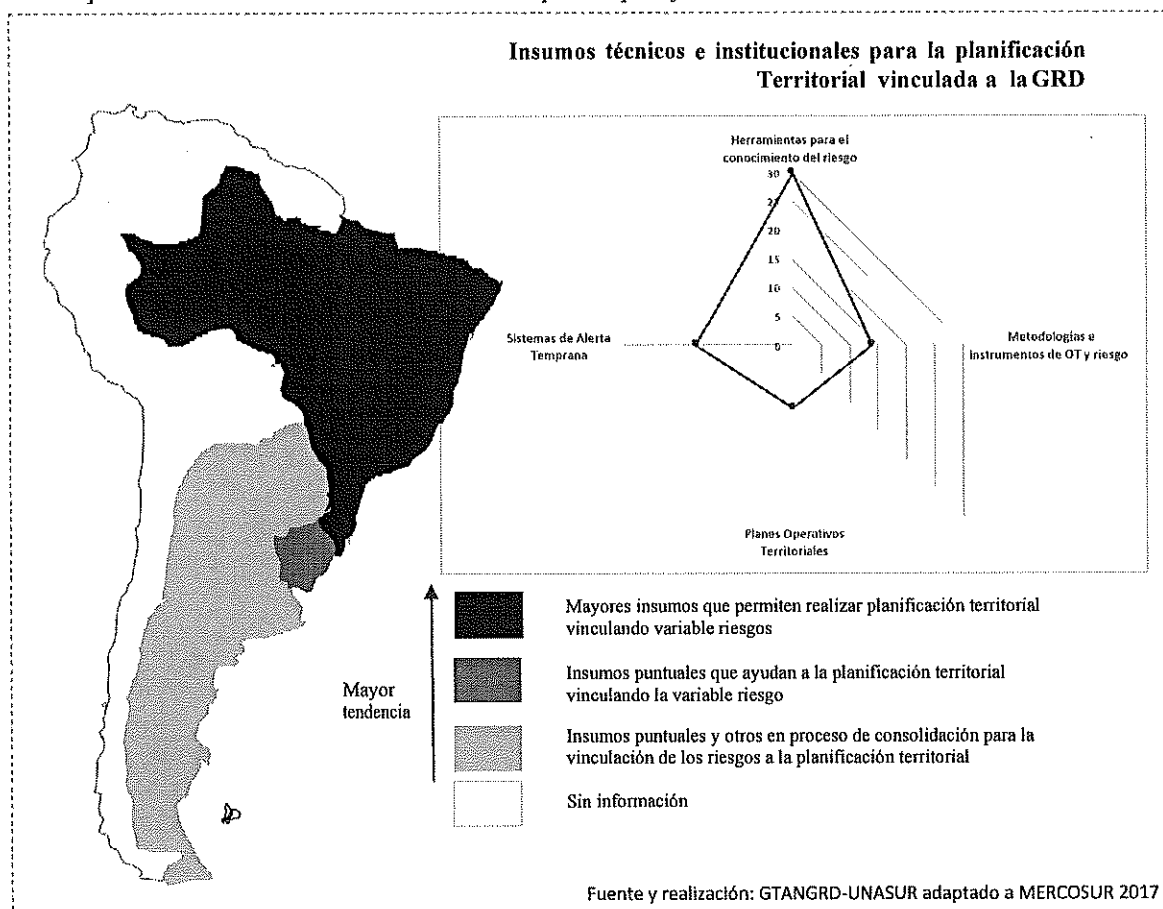 Insumos técnicos e institucionales para la planificación
Territorial vinculada a la GRD
Herramientas para el
conocimiento del riesgo
30
25
20
15
10
5
0
Sistemas de Alerta
Temprana
Metodologías e
Instrumentos de OT y riesgo
Planes Operativos
Territoriales
Mayor
tendencia
Mayores insumos que permiten realizar planificación territorial
vinculando variable riesgos
Insumos puntuales que ayudan a la planificación territorial
vinculando la variable riesgo
Insumos puntuales y otros en proceso de consolidación para la
vinculación de los riesgos a la planificación territorial
Sin información
Fuente y realización: GTANGRD-UNASUR adaptado a MERCOSUR 2017